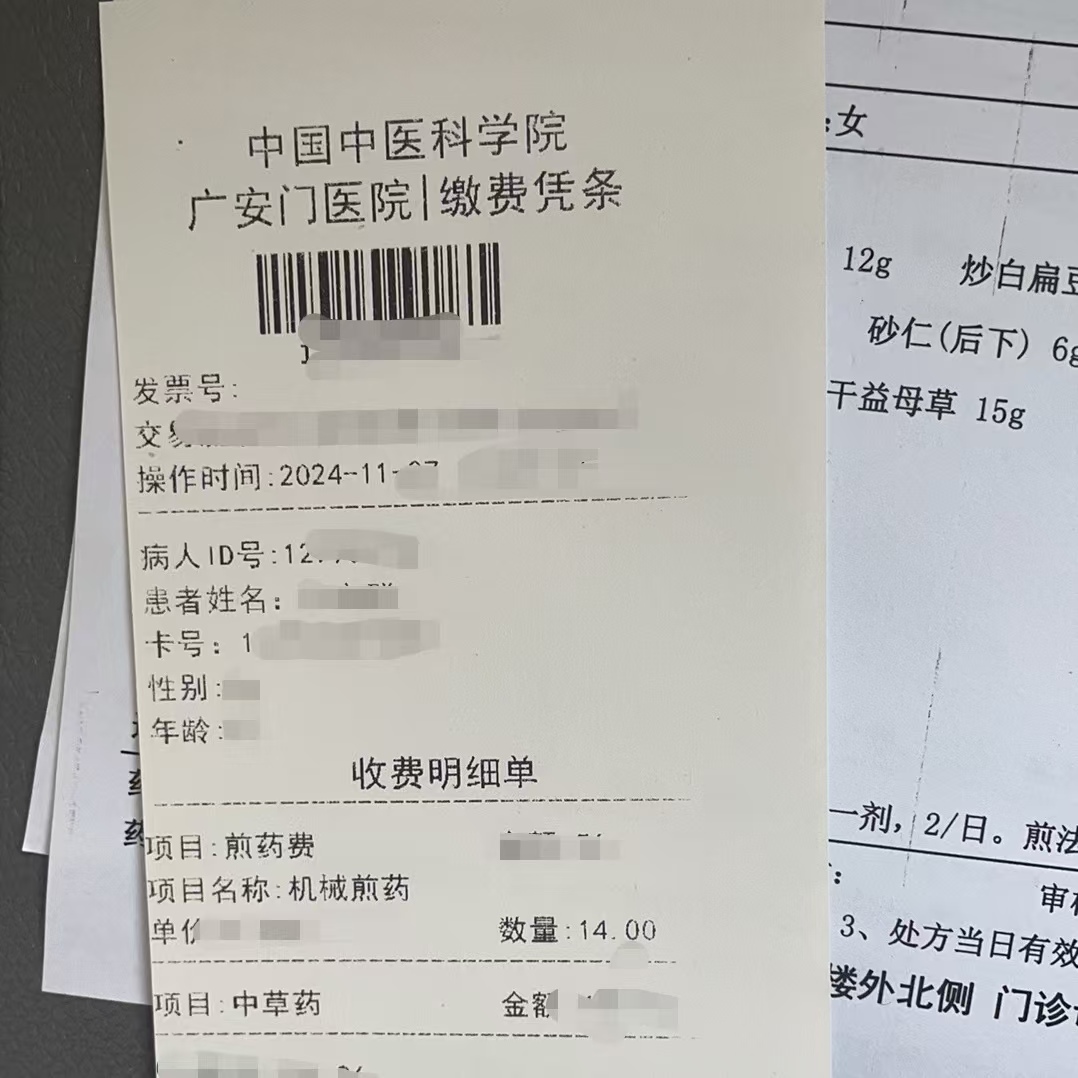 中国中医科学院
广安门医院|缴费凭条
发票号:
操作时间:2024-11-
病人ID号:12
患者姓名:
卡号: 1
性别:
年龄:
收费明细单
项目:煎药费
项目名称:机械煎药
数量:14.00
项目:中草药
金额
:女
12g 炒白扁豆
砂仁(后下) 6g
干益母草 15g
一剂, 2/日。煎法
3、处方当日有效
楼外北侧 门诊